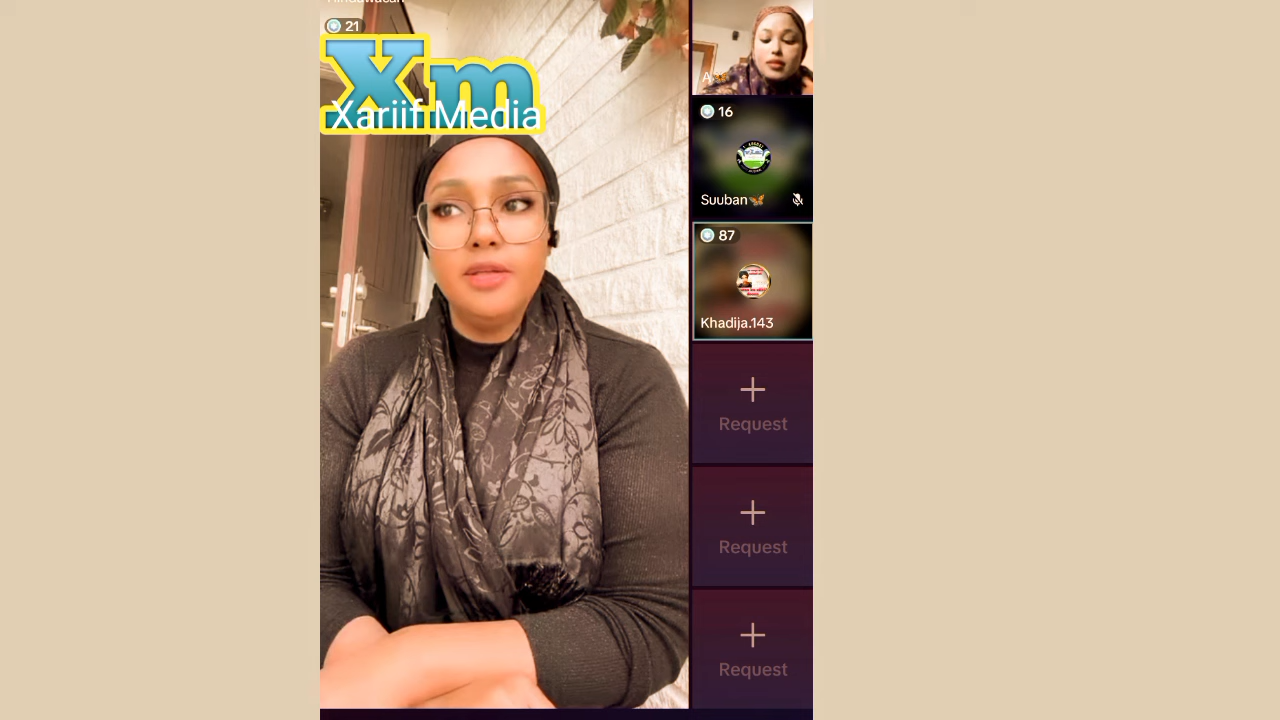 21
Xm
Xariif Media
A.🦋
16
Suuban🦋
87
Khadija.143
Request
Request
Request